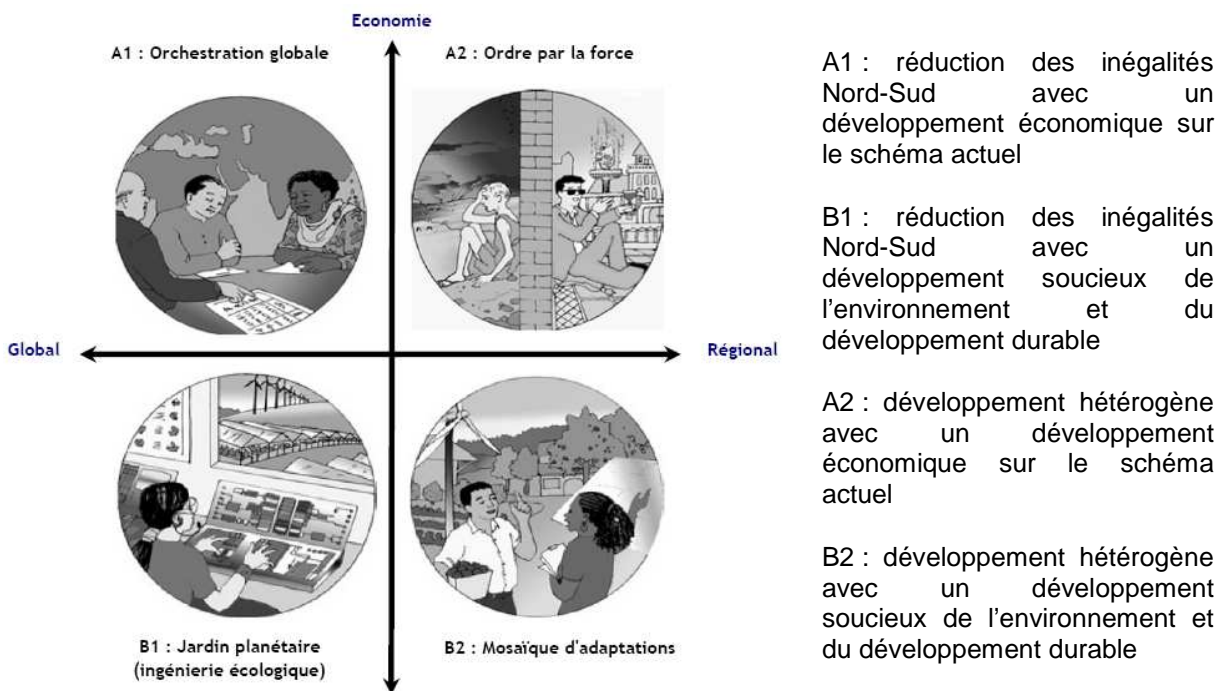 Economie
A1 : Orchestration globale
A2 : Ordre par la force
Global
Régional
B1 : Jardin planétaire
(ingénierie écologique)
B2 : Mosaïque d'adaptations
A1 : réduction des inégalités
Nord-Sud avec un
développement économique sur
le schéma actuel
B1 : réduction des inégalités
Nord-Sud avec un
développement soucieux de
l'environnement et du
développement durable
A2 : développement hétérogène
avec un développement
économique sur le schéma
actuel
B2 : développement hétérogène
avec un développement
soucieux de l'environnement et
du développement durable